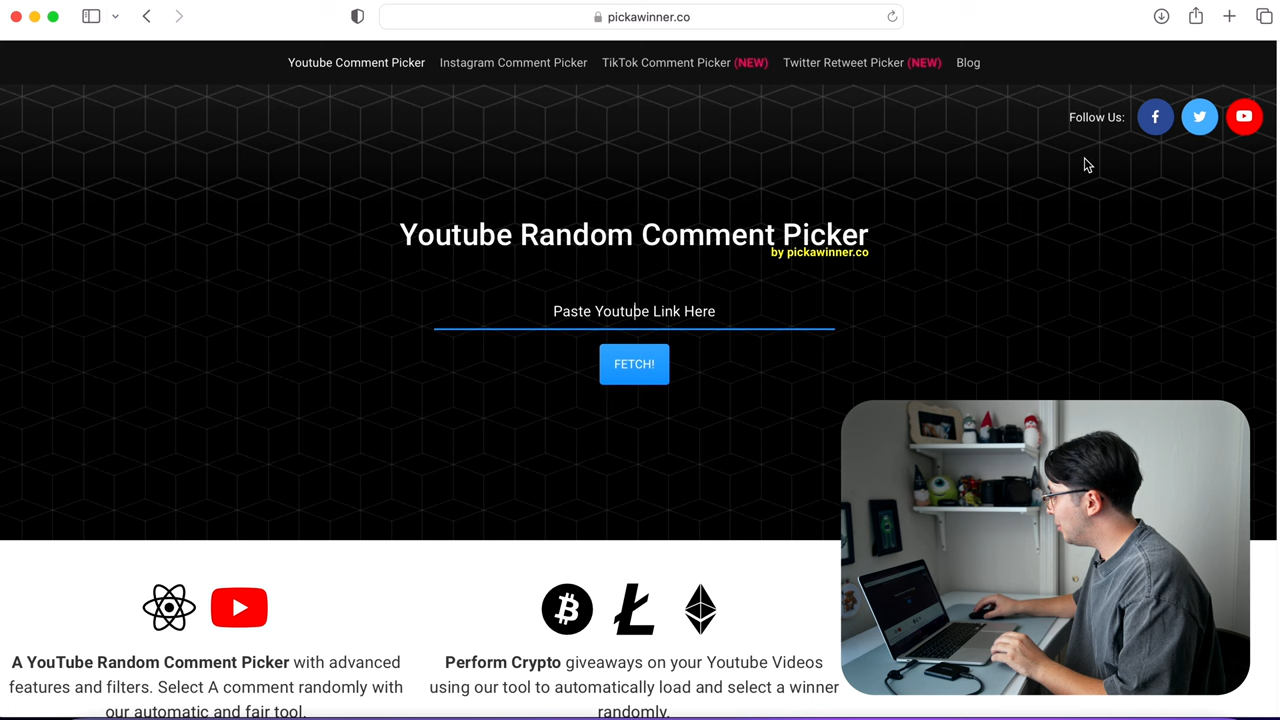 pickawinner.co
Youtube Comment Picker Instagram Comment Picker TikTok Comment Picker (NEW) Twitter Retweet Picker (NEW) Blog
Follow Us:
Youtube Random Comment Picker
by pickawinner.co
Paste Youtube Link Here
FETCH!
A YouTube Random Comment Picker with advanced
features and filters. Select A comment randomly with
our automatic and fair tool.
Perform Crypto giveaways on your Youtube Videos
using our tool to automatically load and select a winner
randomly.